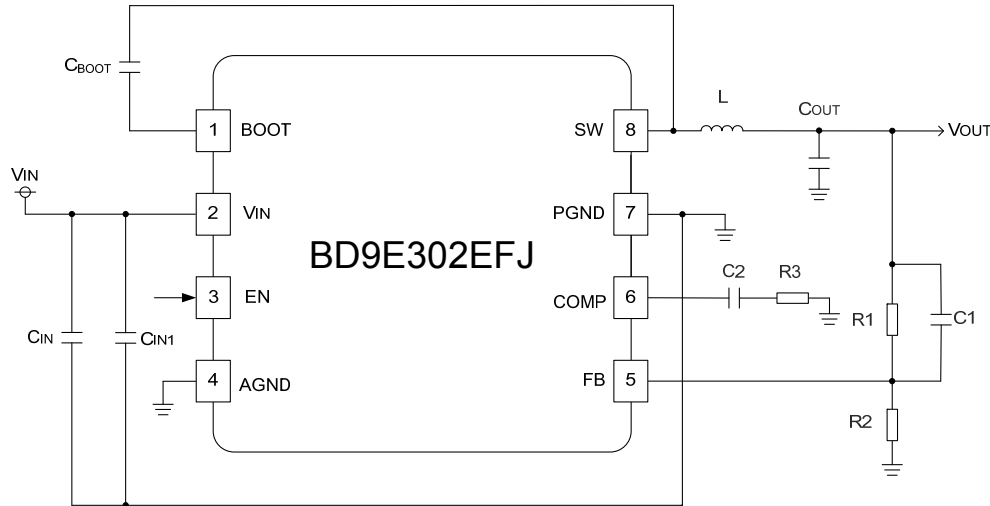 CBOOT
L
COUT
1 BOOT
SW 8
VOUT
VIN
2 VIN
PGND 7
BD9E302EFJ
C2
R3
3 EN
COMP 6
R1
C1
CIN
CIN1
4 AGND
FB 5
R2